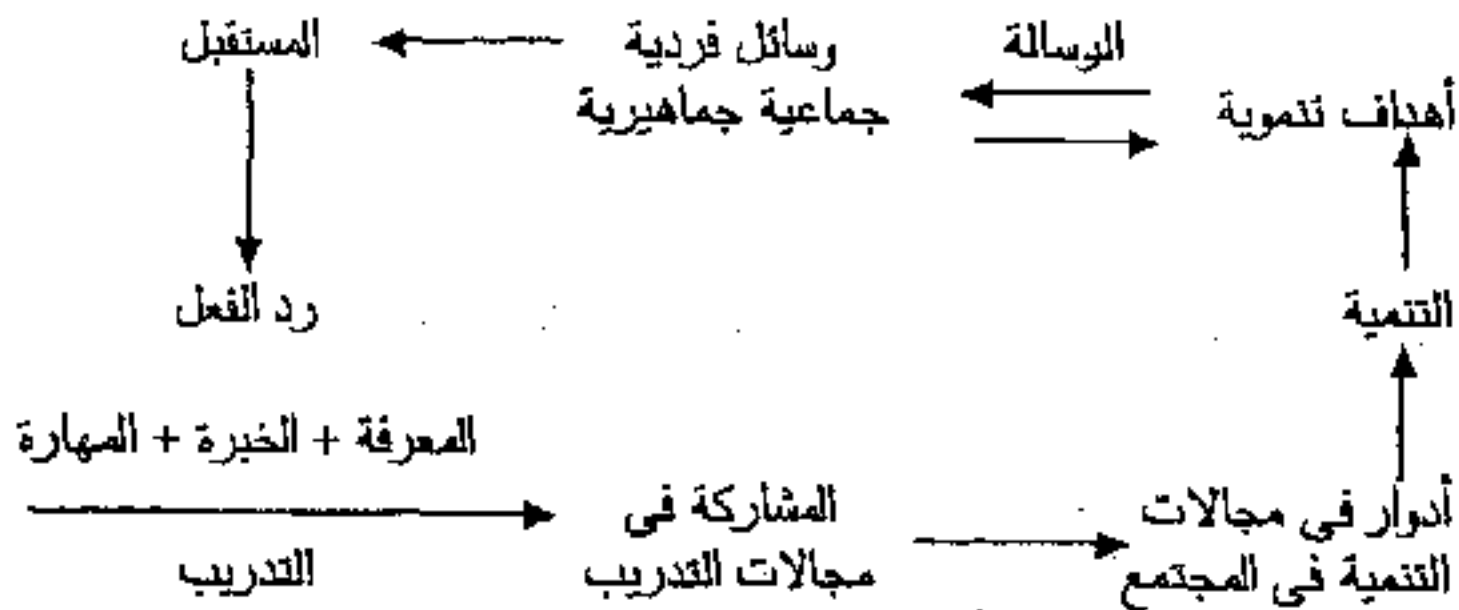 أهداف تنموية
الرسالة
وسائل فردية
جماعية جماهيرية
المستقبل
رد الفعل
التنمية
المعرفة + الخبرة + المهارة
التدريب
المشاركة فى
مجالات التدريب
أدوار فى مجالات
التنمية فى المجتمع